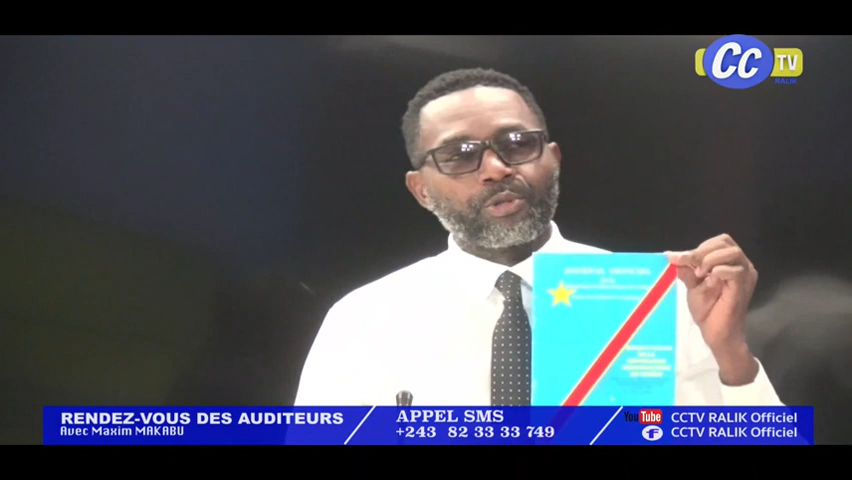 CC TV
RALIK
JOURNAL OFFICIEL
RENDEZ-VOUS DES AUDITEURS
Avec Maxim MAKABU
APPEL SMS
+243 82 33 33 749
YouTube CCTV RALIK Officiel
f CCTV RALIK Officiel